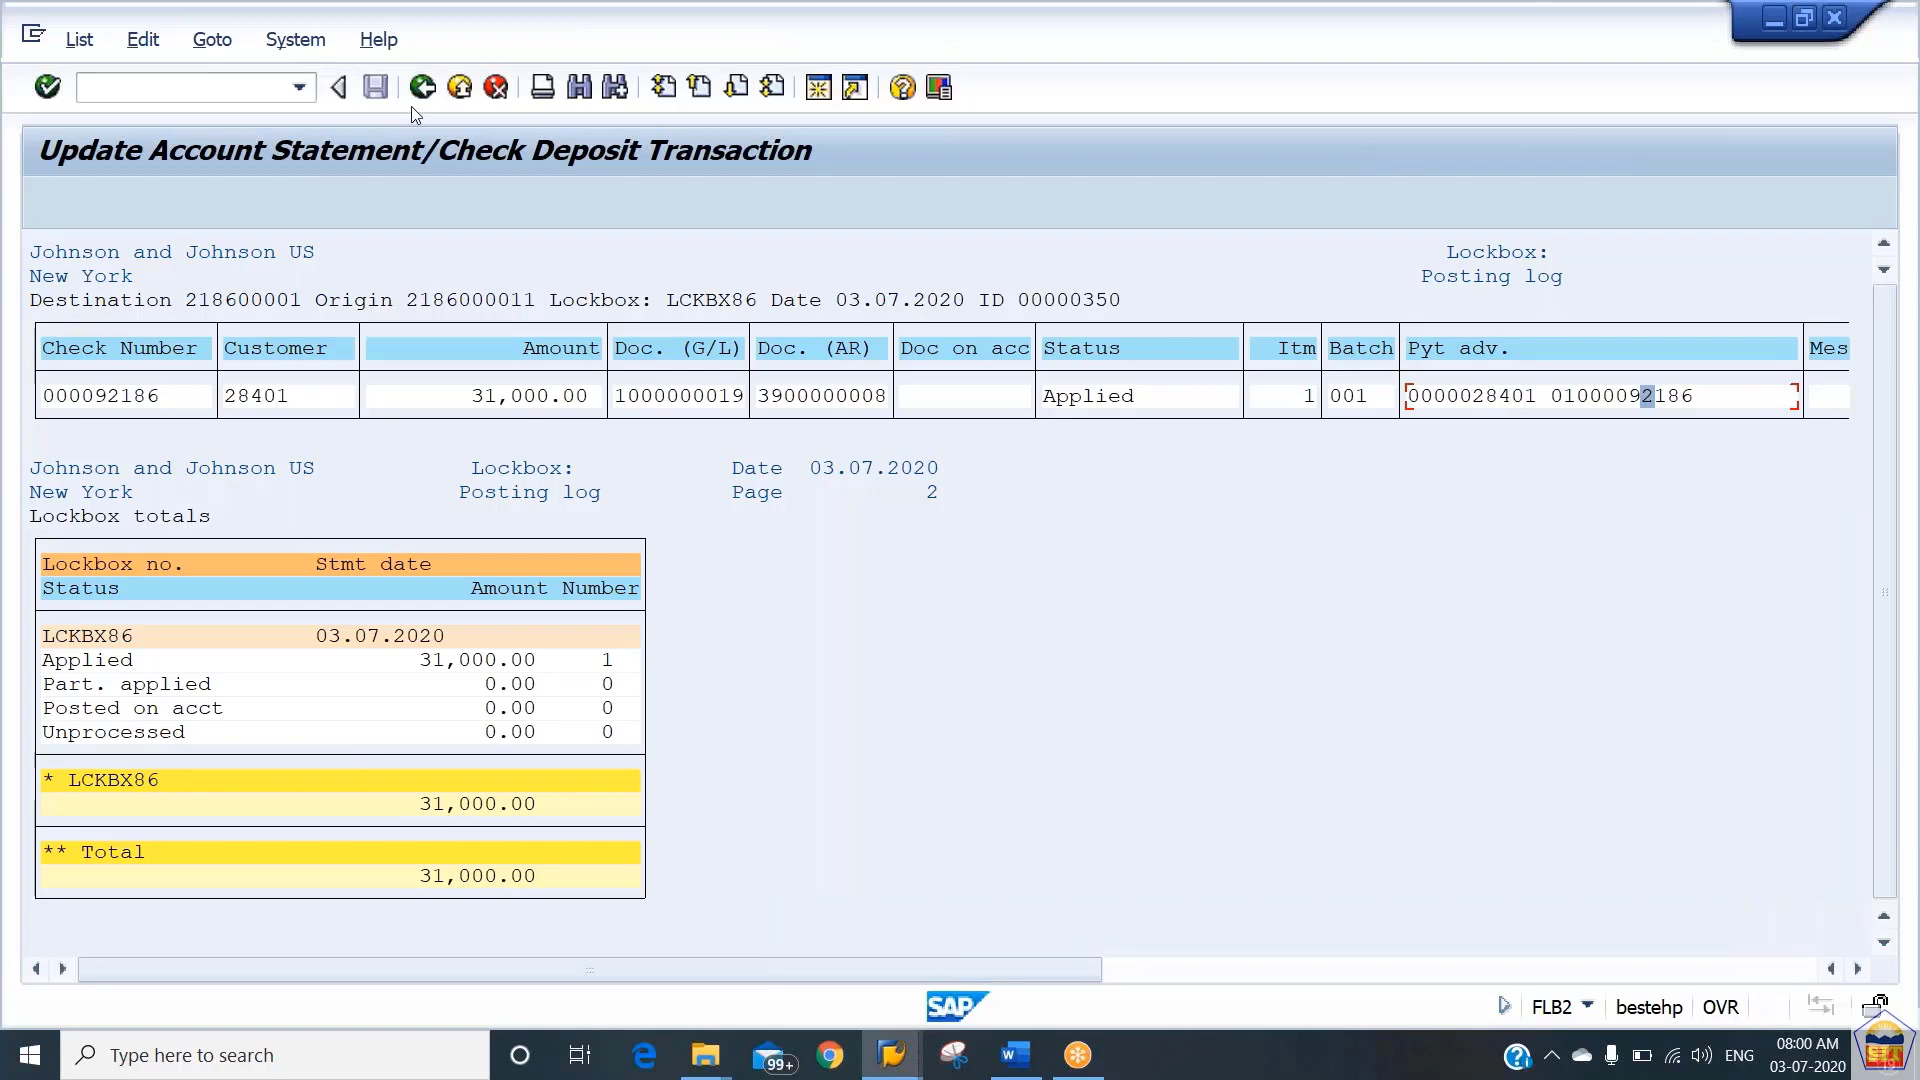 List Edit Goto System Help
Update Account Statement/Check Deposit Transaction
Johnson and Johnson US Lockbox:
New York Posting log
Destination 218600001 Origin 2186000011 Lockbox: LCKBX86 Date 03.07.2020 ID 00000350
Check Number Customer Amount Doc. (G/L) Doc. (AR) Doc on acc Status Itm Batch Pyt adv. Mes
000092186 28401 31,000.00 1000000019 3900000008 Applied 1 001 0000028401 0100092186
Johnson and Johnson US Lockbox: Date 03.07.2020
New York Posting log Page 2
Lockbox totals
Lockbox no. Stmt date
Status Amount Number
LCKBX86 03.07.2020
Applied 31,000.00 1
Part. applied 0.00 0
Posted on acct 0.00 0
Unprocessed 0.00 0
* LCKBX86
31,000.00
** Total
31,000.00
SAP FLB2 bestehp OVR
Type here to search 99+ ENG 08:00 AM
03-07-2020